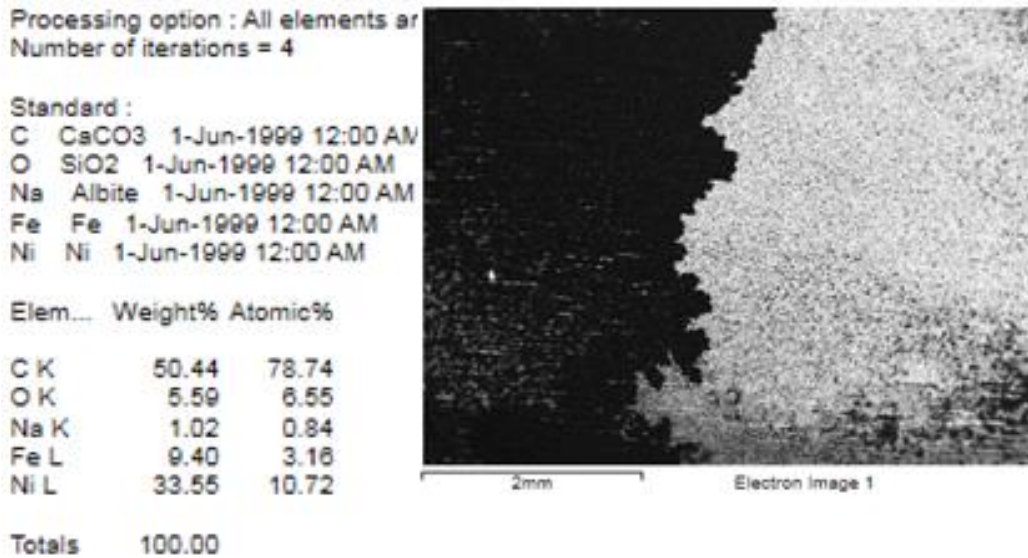 Processing option : All elements ar
Number of iterations = 4
Standard :
C CaCO3 1-Jun-1999 12:00 AM
O SiO2 1-Jun-1999 12:00 AM
Na Albite 1-Jun-1999 12:00 AM
Fe Fe 1-Jun-1999 12:00 AM
Ni Ni 1-Jun-1999 12:00 AM
Elem... Weight% Atomic%
C K 50.44 78.74
O K 5.59 6.55
Na K 1.02 0.84
Fe L 9.40 3.16
Ni L 33.55 10.72
Totals 100.00
2mm Electron Image 1